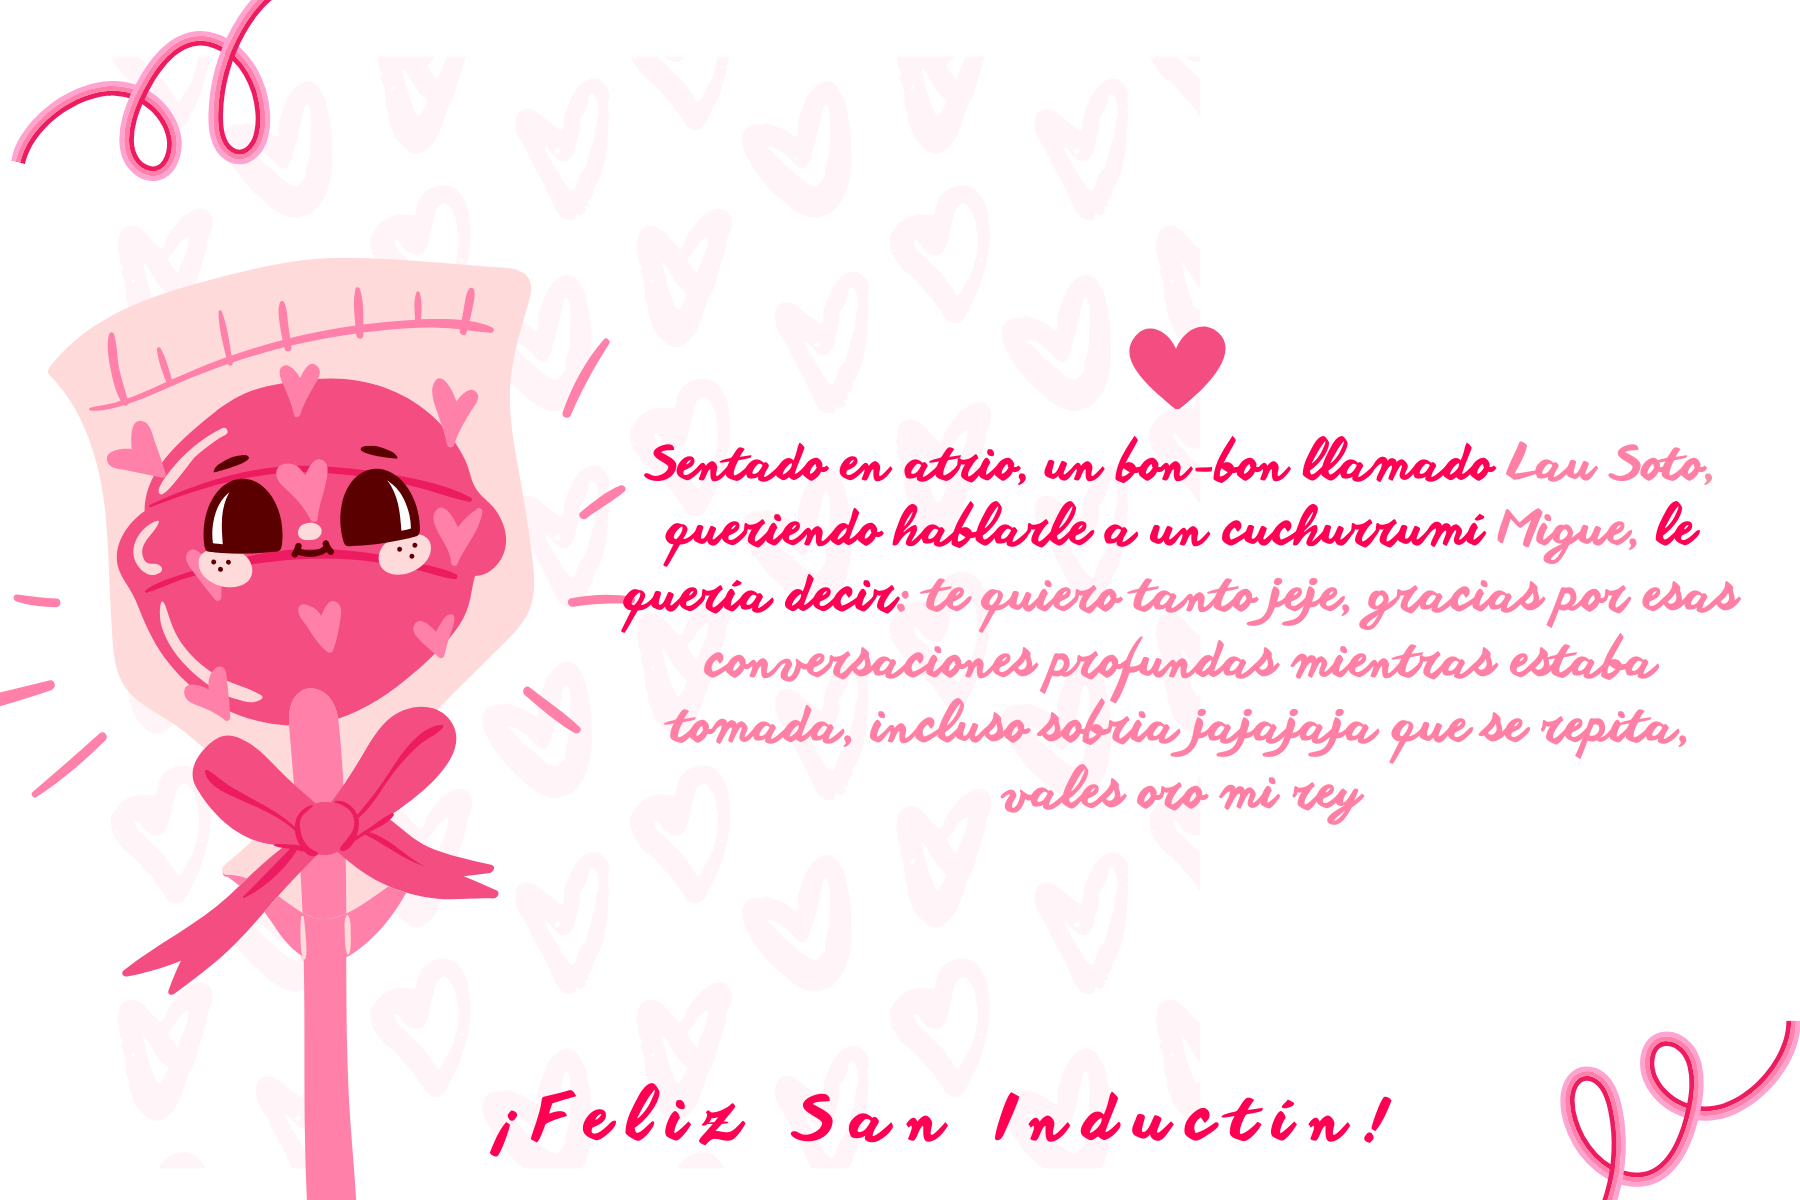 Sentado en atrio, un bon-bon llamado Lau Soto,
queriendo hablarle a un cuchurrumí Migue, le
quería decir: te quiero tanto jeje, gracias por esas
conversaciones profundas mientras estaba
tomada, incluso sobria jajajaja que se repita,
vales oro mi rey
¡Feliz San Inductín!